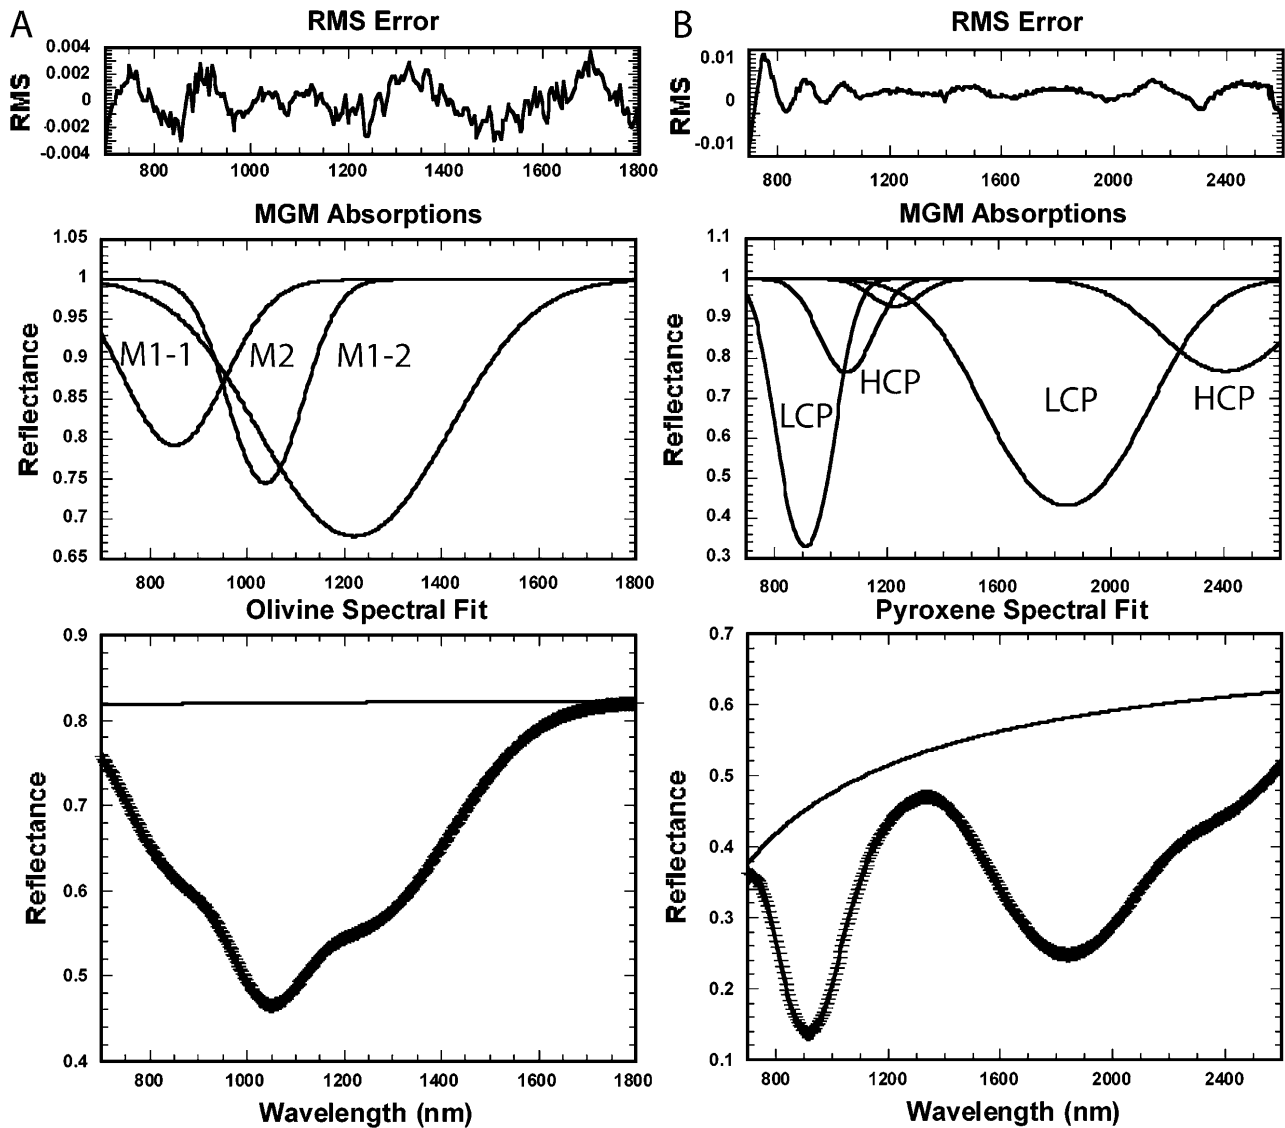 A
RMS Error
0.004
0.002
0
-0.002
-0.004
RMS
800 1000 1200 1400 1600 1800
MGM Absorptions
1.05
1
0.95
0.9
0.85
0.8
0.75
0.7
0.65
Reflectance
M1-1 M2 M1-2
800 1000 1200 1400 1600 1800
Olivine Spectral Fit
0.9
0.8
0.7
0.6
0.5
0.4
Reflectance
800 1000 1200 1400 1600 1800
Wavelength (nm)
B
RMS Error
0.01
0
-0.01
RMS
800 1200 1600 2000 2400
MGM Absorptions
1.1
1
0.9
0.8
0.7
0.6
0.5
0.4
0.3
Reflectance
LCP HCP LCP HCP
800 1200 1600 2000 2400
Pyroxene Spectral Fit
0.7
0.6
0.5
0.4
0.3
0.2
0.1
Reflectance
800 1200 1600 2000 2400
Wavelength (nm)